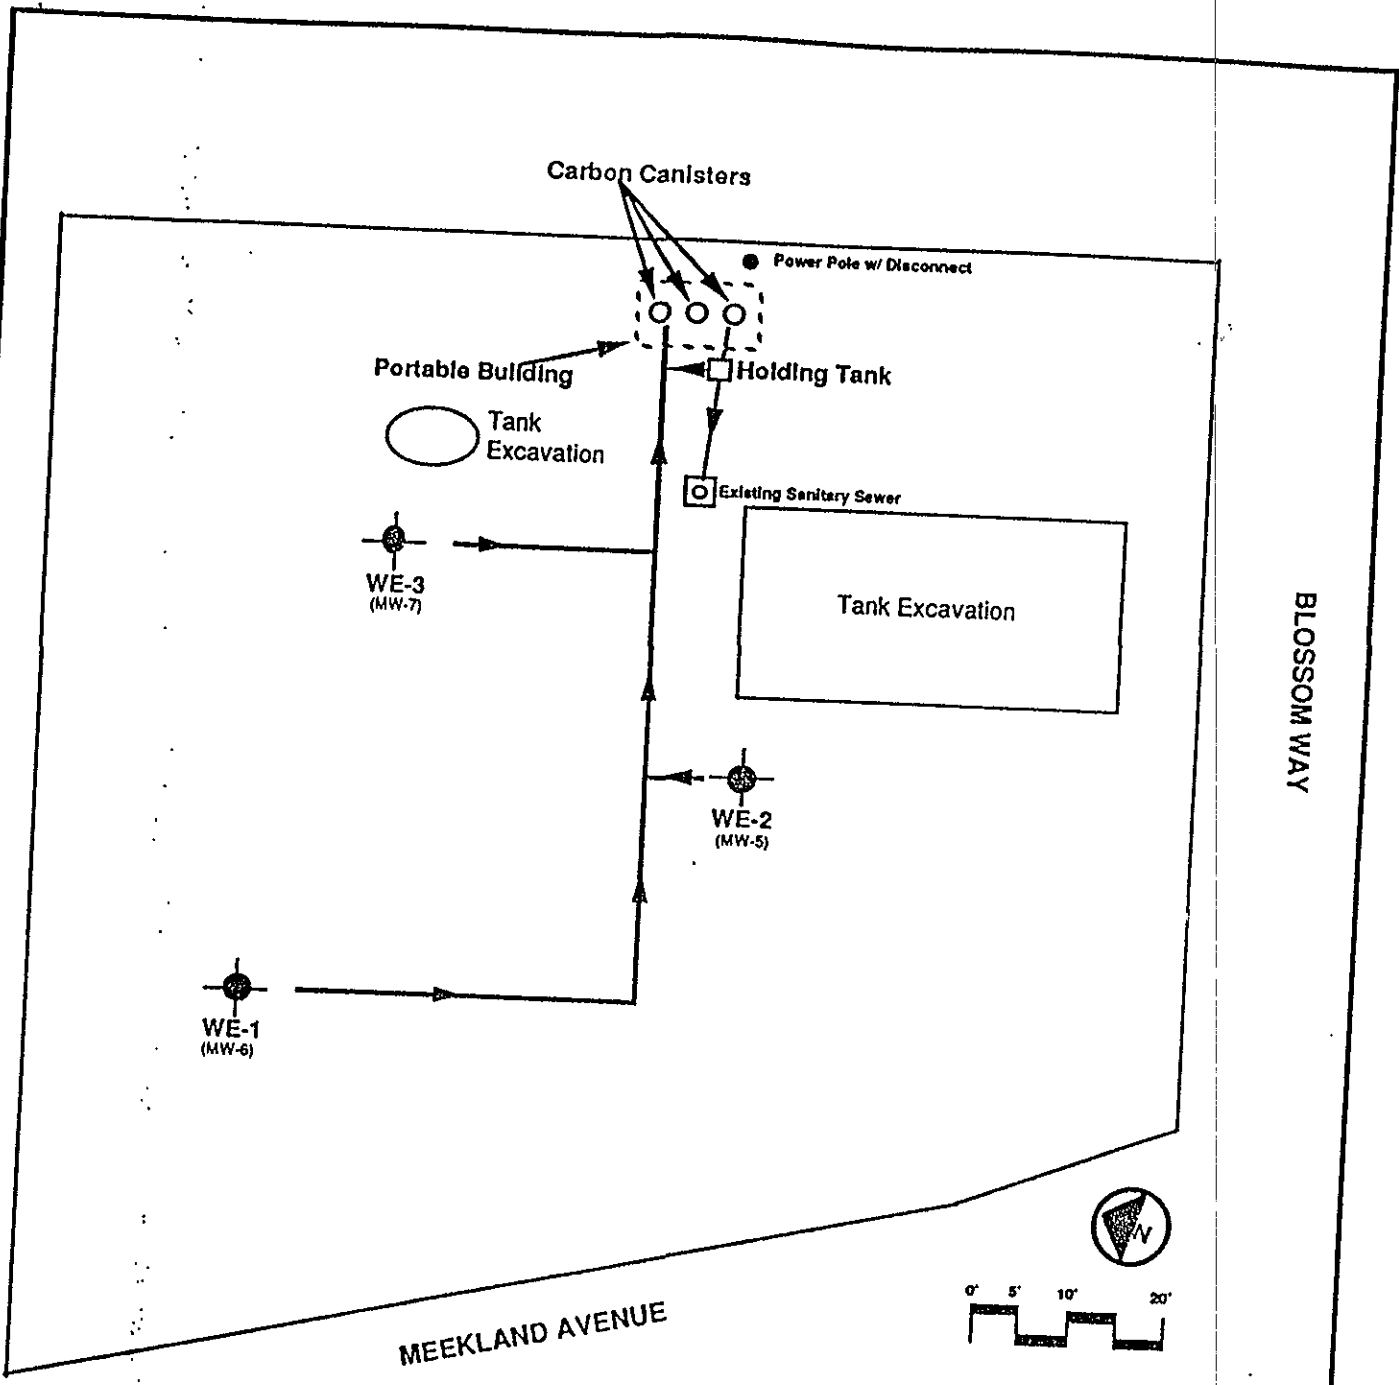 Carbon Canisters
Power Pole w/ Disconnect
Portable Building
Holding Tank
Tank
Excavation
Existing Sanitary Sewer
WE-3
(MW-7)
Tank Excavation
BLOSSOM WAY
WE-2
(MW-5)
WE-1
(MW-6)
N
0' 5' 10' 20'
MEEKLAND AVENUE